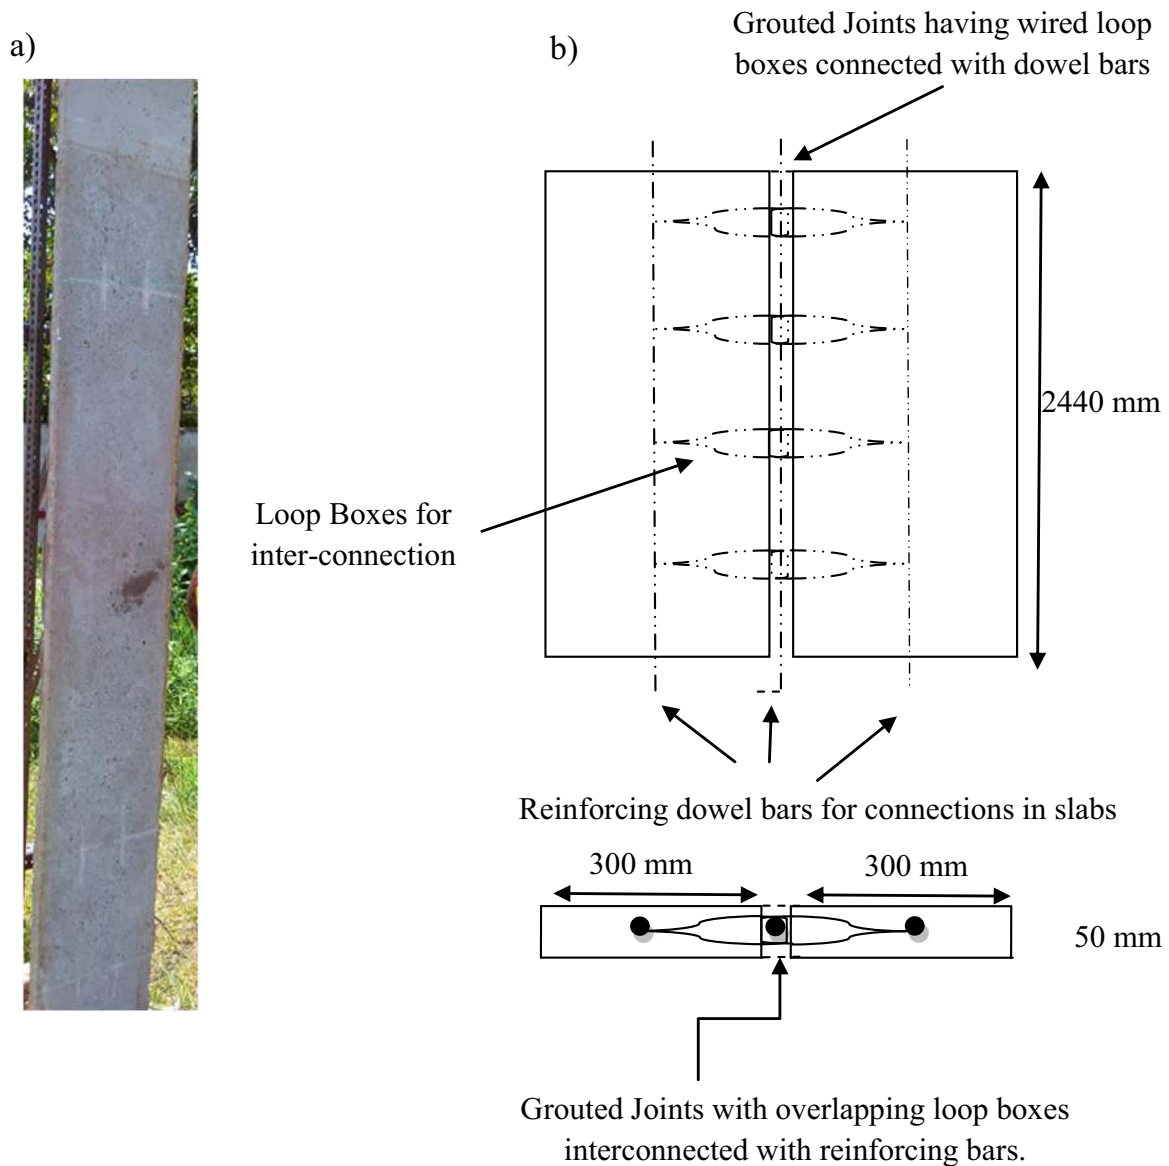 a)
b)
Grouted Joints having wired loop
boxes connected with dowel bars
2440 mm
Loop Boxes for
inter-connection
Reinforcing dowel bars for connections in slabs
300 mm
300 mm
50 mm
Grouted Joints with overlapping loop boxes
interconnected with reinforcing bars.